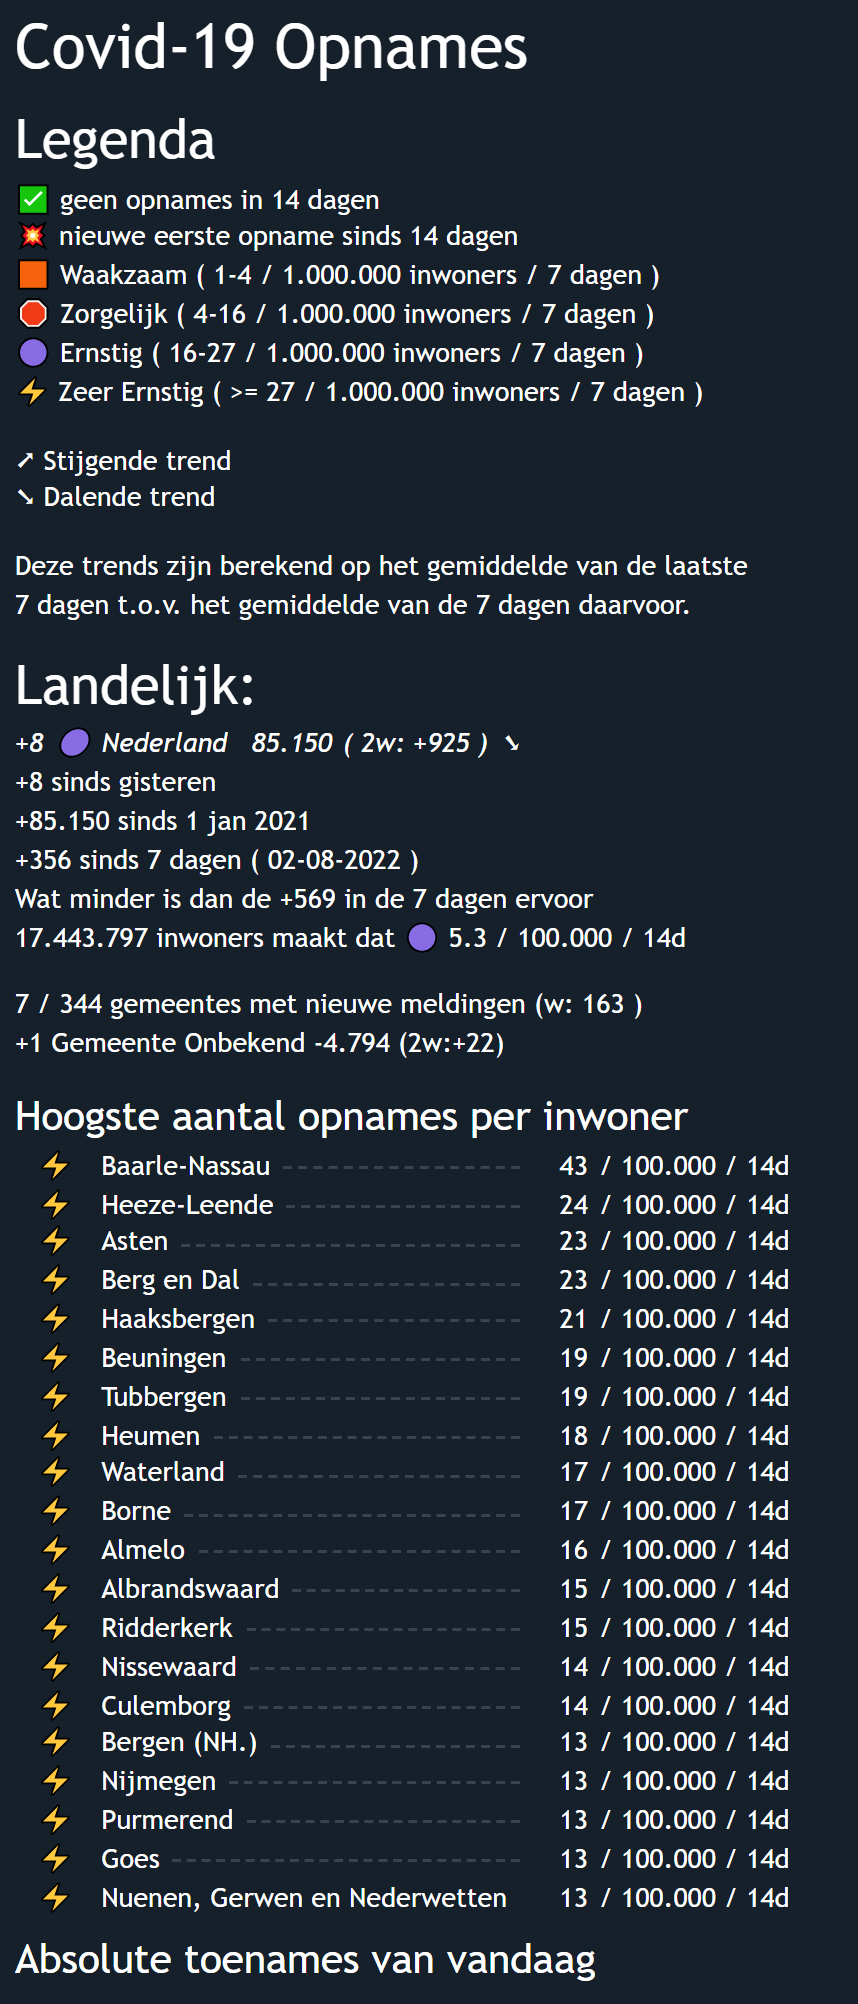 Covid-19 Opnames
Legenda
✅ geen opnames in 14 dagen
💥 nieuwe eerste opname sinds 14 dagen
🟧 Waakzaam ( 1-4 / 1.000.000 inwoners / 7 dagen )
🛑 Zorgelijk ( 4-16 / 1.000.000 inwoners / 7 dagen )
🟣 Ernstig ( 16-27 / 1.000.000 inwoners / 7 dagen )
⚡ Zeer Ernstig ( >= 27 / 1.000.000 inwoners / 7 dagen )
➚ Stijgende trend
➘ Dalende trend
Deze trends zijn berekend op het gemiddelde van de laatste
7 dagen t.o.v. het gemiddelde van de 7 dagen daarvoor.
Landelijk:
+8 🟣 Nederland 85.150 ( 2w: +925 ) ➘
+8 sinds gisteren
+85.150 sinds 1 jan 2021
+356 sinds 7 dagen ( 02-08-2022 )
Wat minder is dan de +569 in de 7 dagen ervoor
17.443.797 inwoners maakt dat 🟣 5.3 / 100.000 / 14d
7 / 344 gemeentes met nieuwe meldingen (w: 163 )
+1 Gemeente Onbekend -4.794 (2w:+22)
Hoogste aantal opnames per inwoner
⚡ Baarle-Nassau 43 / 100.000 / 14d
⚡ Heeze-Leende 24 / 100.000 / 14d
⚡ Asten 23 / 100.000 / 14d
⚡ Berg en Dal 23 / 100.000 / 14d
⚡ Haaksbergen 21 / 100.000 / 14d
⚡ Beuningen 19 / 100.000 / 14d
⚡ Tubbergen 19 / 100.000 / 14d
⚡ Heumen 18 / 100.000 / 14d
⚡ Waterland 17 / 100.000 / 14d
⚡ Borne 17 / 100.000 / 14d
⚡ Almelo 16 / 100.000 / 14d
⚡ Albrandswaard 15 / 100.000 / 14d
⚡ Ridderkerk 15 / 100.000 / 14d
⚡ Nissewaard 14 / 100.000 / 14d
⚡ Culemborg 14 / 100.000 / 14d
⚡ Bergen (NH.) 13 / 100.000 / 14d
⚡ Nijmegen 13 / 100.000 / 14d
⚡ Purmerend 13 / 100.000 / 14d
⚡ Goes 13 / 100.000 / 14d
⚡ Nuenen, Gerwen en Nederwetten 13 / 100.000 / 14d
Absolute toenames van vandaag